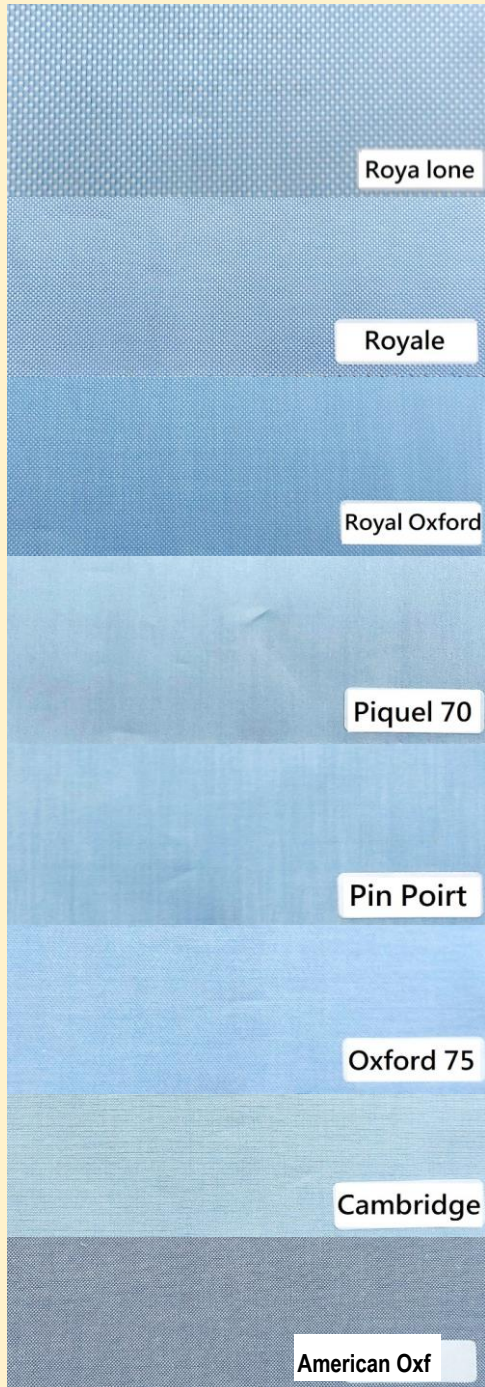 Roya lone
Royale
Royal Oxford
Piquel 70
Pin Poirt
Oxford 75
Cambridge
American Oxf